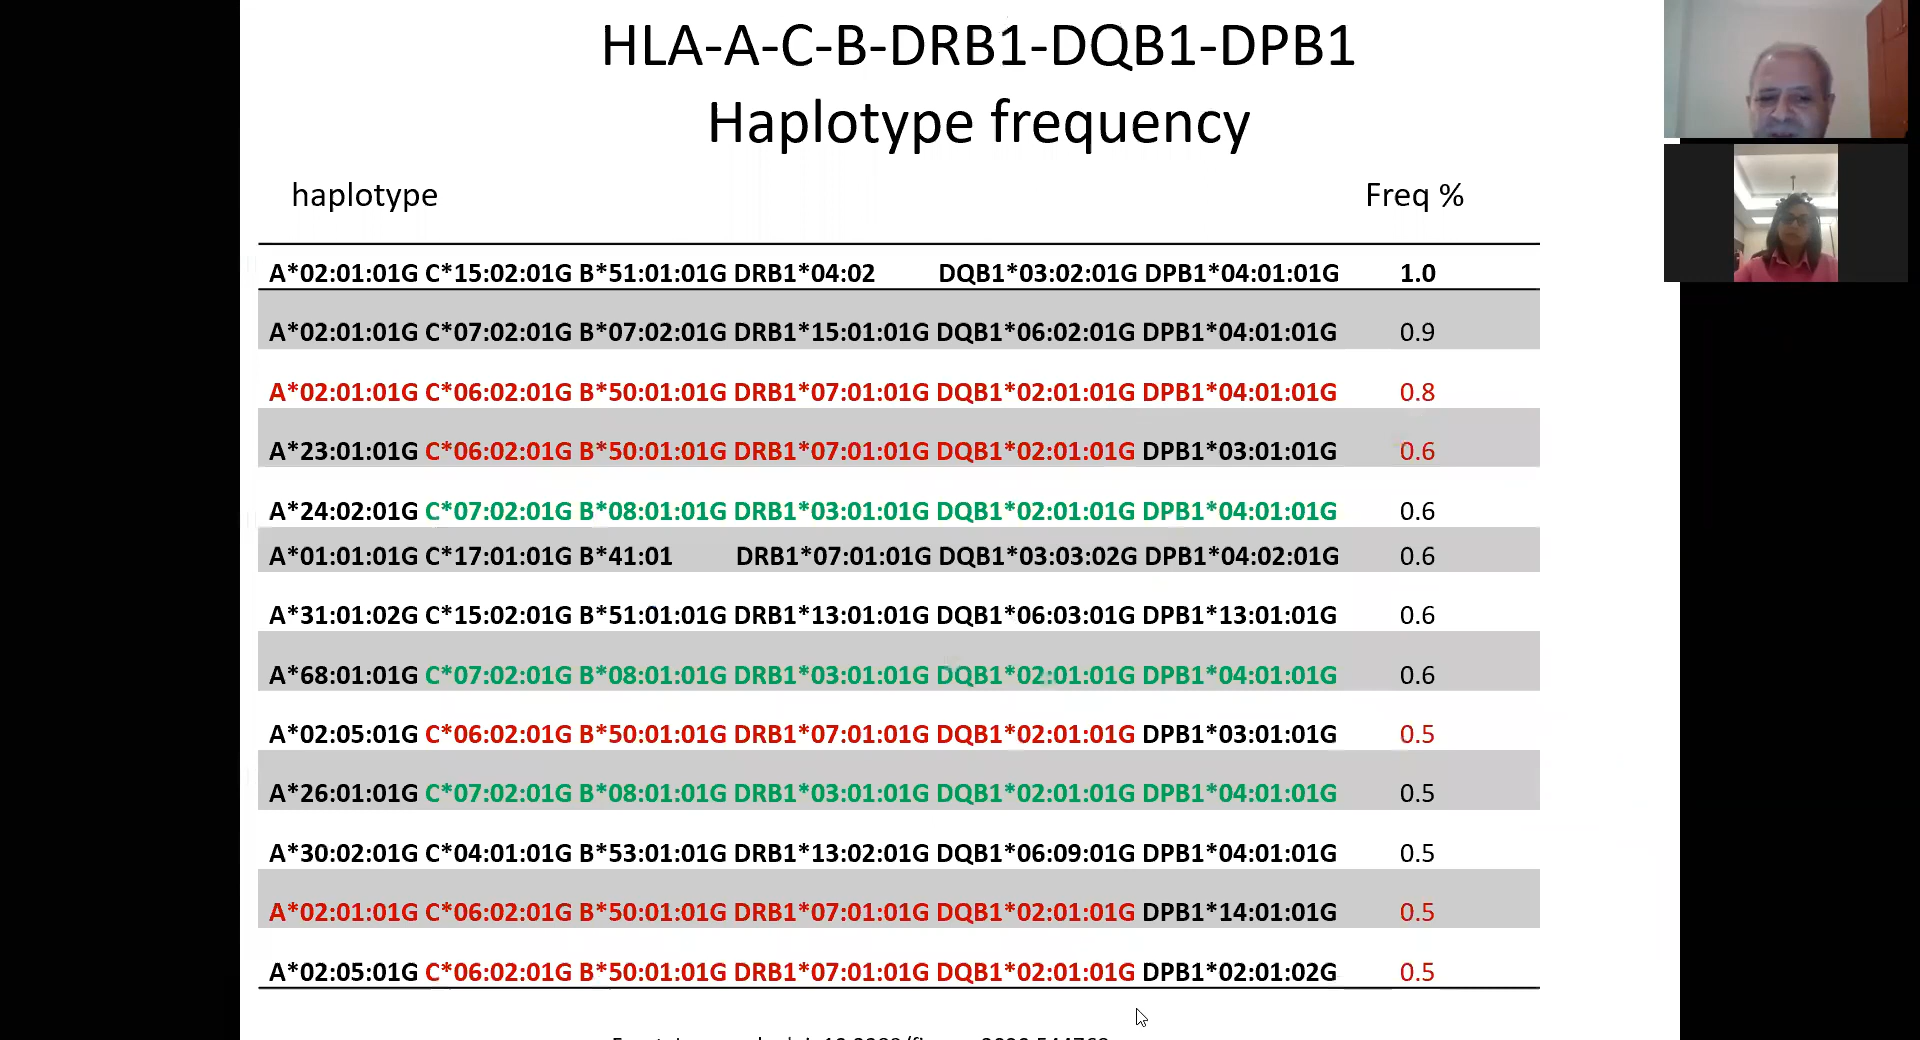 HLA-A-C-B-DRB1-DQB1-DPB1
Haplotype frequency
haplotype Freq %
A*02:01:01G C*15:02:01G B*51:01:01G DRB1*04:02 DQB1*03:02:01G DPB1*04:01:01G 1.0
A*02:01:01G C*07:02:01G B*07:02:01G DRB1*15:01:01G DQB1*06:02:01G DPB1*04:01:01G 0.9
A*02:01:01G C*06:02:01G B*50:01:01G DRB1*07:01:01G DQB1*02:01:01G DPB1*04:01:01G 0.8
A*23:01:01G C*06:02:01G B*50:01:01G DRB1*07:01:01G DQB1*02:01:01G DPB1*03:01:01G 0.6
A*24:02:01G C*07:02:01G B*08:01:01G DRB1*03:01:01G DQB1*02:01:01G DPB1*04:01:01G 0.6
A*01:01:01G C*17:01:01G B*41:01 DRB1*07:01:01G DQB1*03:03:02G DPB1*04:02:01G 0.6
A*31:01:02G C*15:02:01G B*51:01:01G DRB1*13:01:01G DQB1*06:03:01G DPB1*13:01:01G 0.6
A*68:01:01G C*07:02:01G B*08:01:01G DRB1*03:01:01G DQB1*02:01:01G DPB1*04:01:01G 0.6
A*02:05:01G C*06:02:01G B*50:01:01G DRB1*07:01:01G DQB1*02:01:01G DPB1*03:01:01G 0.5
A*26:01:01G C*07:02:01G B*08:01:01G DRB1*03:01:01G DQB1*02:01:01G DPB1*04:01:01G 0.5
A*30:02:01G C*04:01:01G B*53:01:01G DRB1*13:02:01G DQB1*06:09:01G DPB1*04:01:01G 0.5
A*02:01:01G C*06:02:01G B*50:01:01G DRB1*07:01:01G DQB1*02:01:01G DPB1*14:01:01G 0.5
A*02:05:01G C*06:02:01G B*50:01:01G DRB1*07:01:01G DQB1*02:01:01G DPB1*02:01:02G 0.5